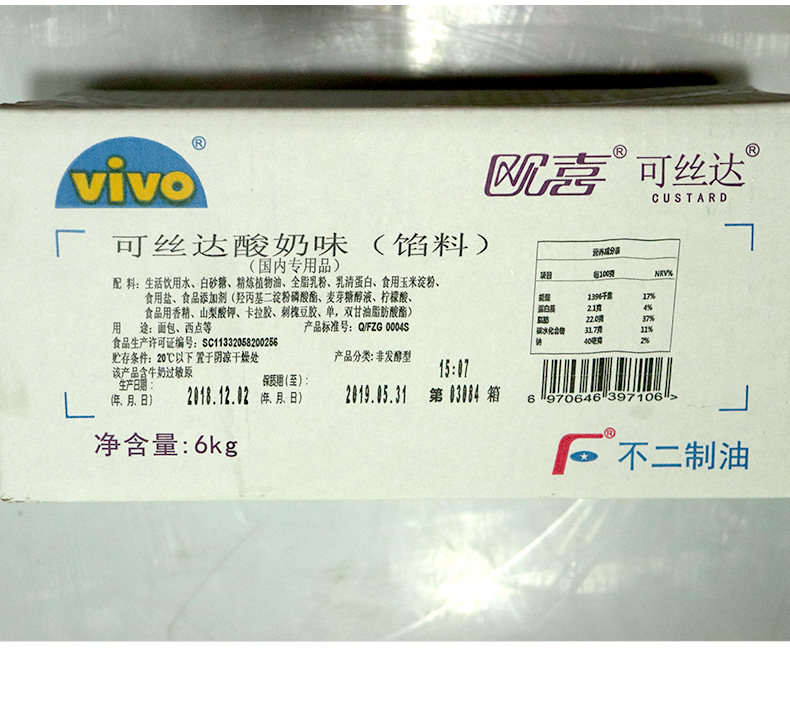 vivo®
欧喜® 可丝达®
CUSTARD
可丝达酸奶味（馅料）
（国内专用品）
配 料：生活饮用水、白砂糖、精炼植物油、全脂乳粉、乳清蛋白、食用玉米淀粉、
食用盐、食品添加剂（羟丙基二淀粉磷酸酯、麦芽糖醇液、柠檬酸、
食品用香精、山梨酸钾、卡拉胶、刺槐豆胶、单，双甘油脂肪酸酯）
用 途：面包、西点等 产品标准号：Q/FZG 0004S
食品生产许可证编号：SC11332058200256
贮存条件：20℃以下 置于阴凉干燥处 产品分类：非发酵型
该产品含牛奶过敏原
生产日期：
(年、月、日) 2018.12.02
保质期（至）：
(年、月、日) 2019.05.31
15:07
第 03084 箱
营养成分表
项目 每100克 NRV%
能量 1396千焦 17%
蛋白质 2.1克 4%
脂肪 22.0克 37%
碳水化合物 31.7克 11%
钠 40毫克 2%
6 970646 397106 >
净含量:6kg
® 不二制油